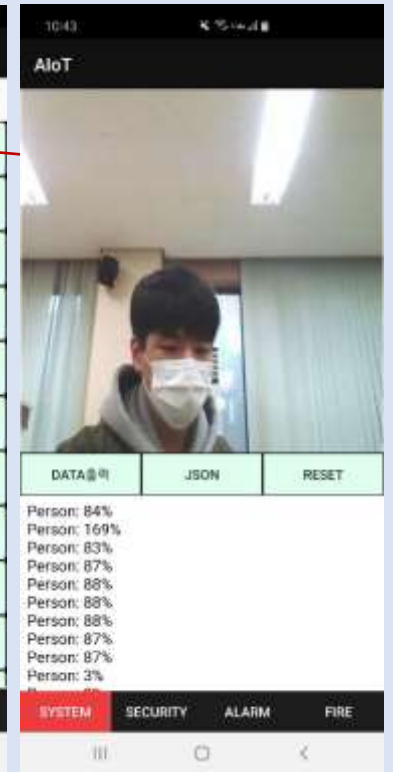 10:43
AIoT
DATA출력
JSON
RESET
Person: 84%
Person: 169%
Person: 83%
Person: 87%
Person: 88%
Person: 88%
Person: 88%
Person: 87%
Person: 87%
Person: 3%
SYSTEM
SECURITY
ALARM
FIRE